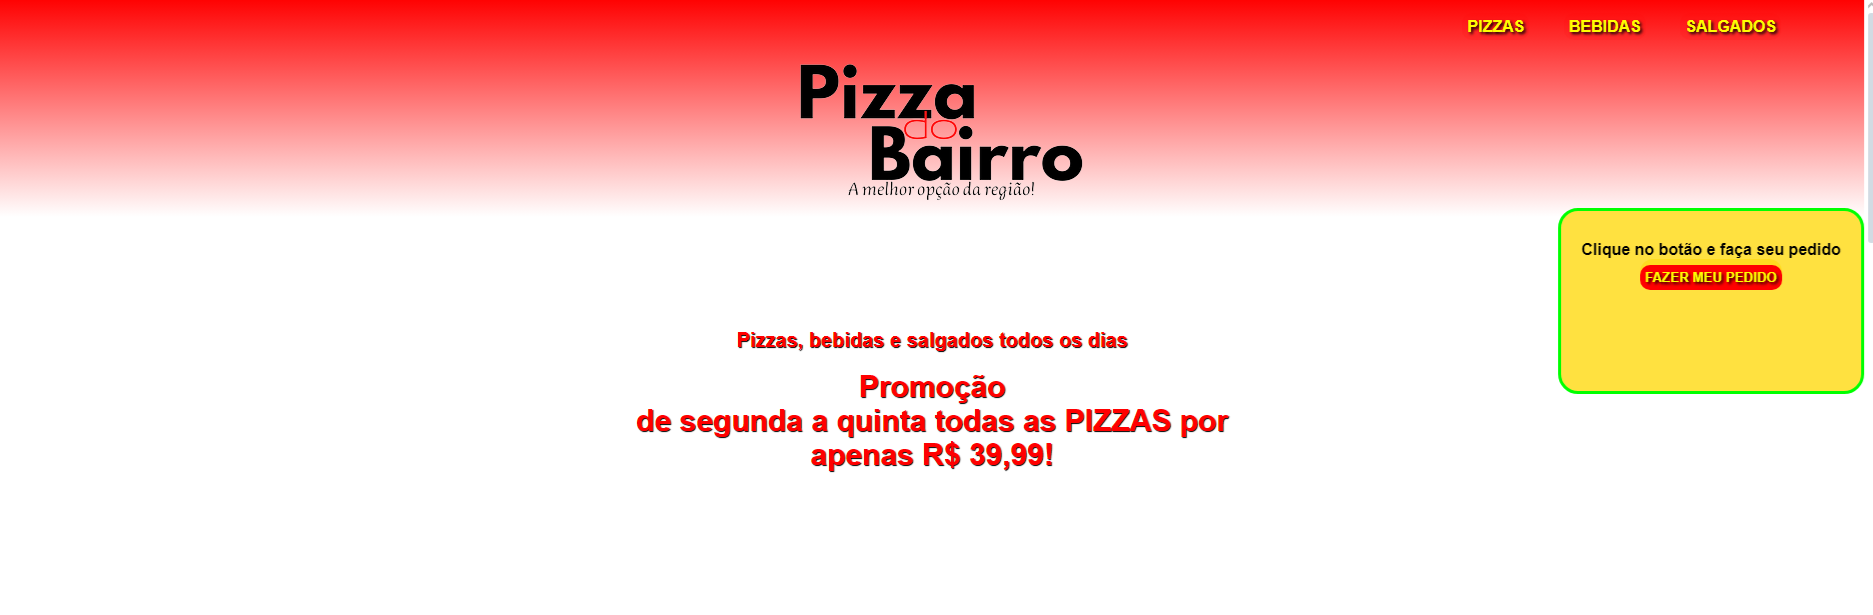 PIZZAS BEBIDAS SALGADOS
Pizza
do
Bairro
A melhor opção da região!
Clique no botão e faça seu pedido
FAZER MEU PEDIDO
Pizzas, bebidas e salgados todos os dias
Promoção
de segunda a quinta todas as PIZZAS por
apenas R$ 39,99!